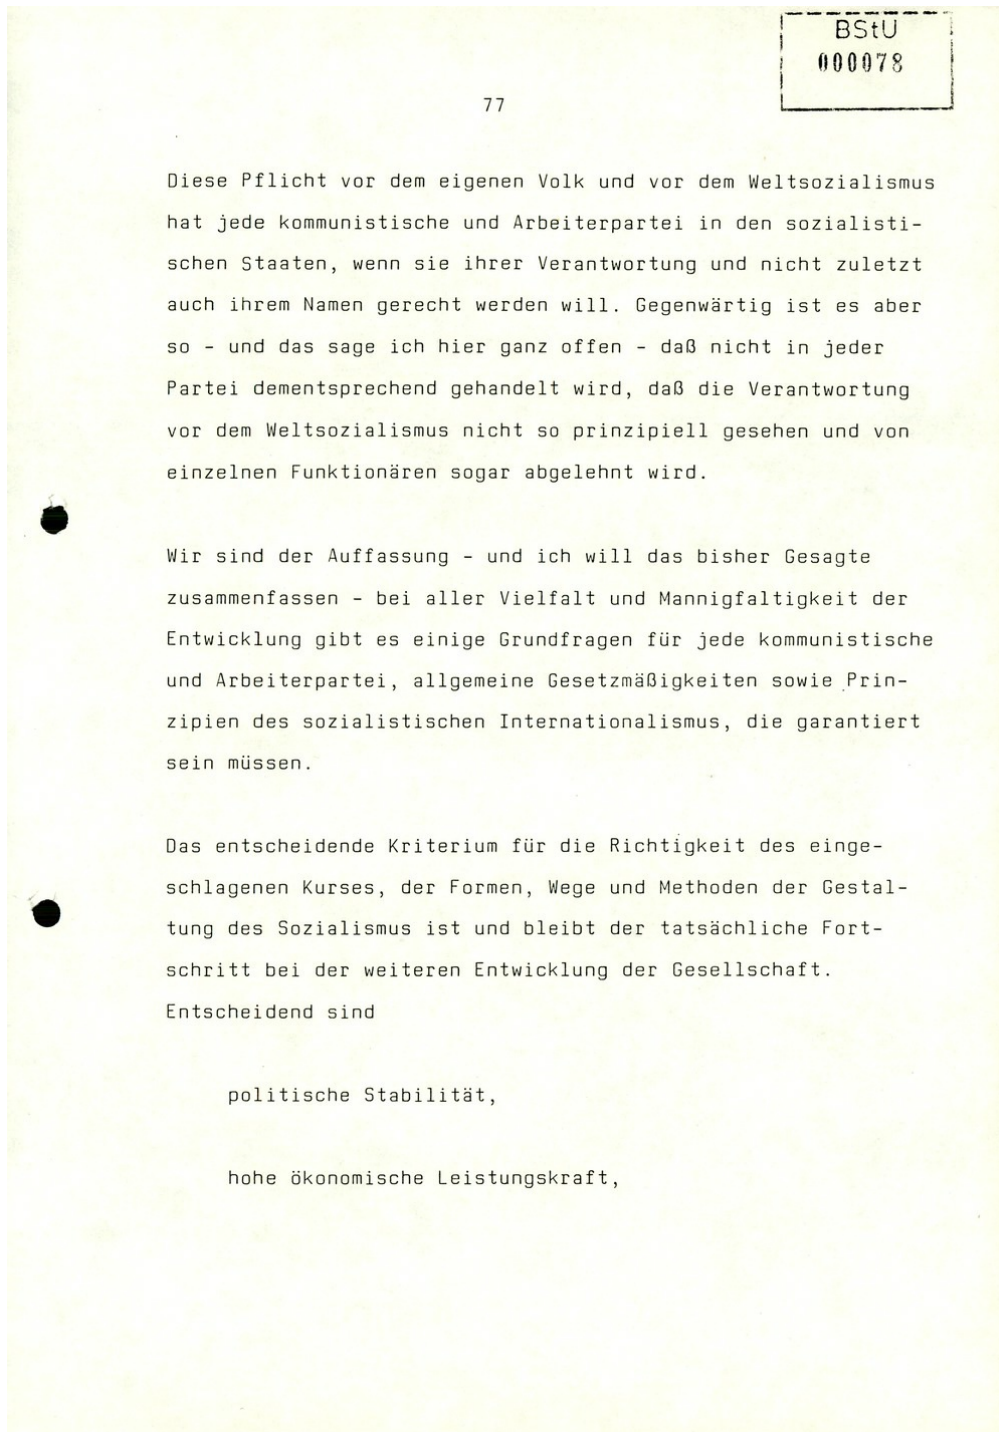 BStU
000078
77
Diese Pflicht vor dem eigenen Volk und vor dem Weltsozialismus
hat jede kommunistische und Arbeiterpartei in den sozialisti-
schen Staaten, wenn sie ihrer Verantwortung und nicht zuletzt
auch ihrem Namen gerecht werden will. Gegenwärtig ist es aber
so - und das sage ich hier ganz offen - daß nicht in jeder
Partei dementsprechend gehandelt wird, daß die Verantwortung
vor dem Weltsozialismus nicht so prinzipiell gesehen und von
einzelnen Funktionären sogar abgelehnt wird.
Wir sind der Auffassung - und ich will das bisher Gesagte
zusammenfassen - bei aller Vielfalt und Mannigfaltigkeit der
Entwicklung gibt es einige Grundfragen für jede kommunistische
und Arbeiterpartei, allgemeine Gesetzmäßigkeiten sowie Prin-
zipien des sozialistischen Internationalismus, die garantiert
sein müssen.
Das entscheidende Kriterium für die Richtigkeit des einge-
schlagenen Kurses, der Formen, Wege und Methoden der Gestal-
tung des Sozialismus ist und bleibt der tatsächliche Fort-
schritt bei der weiteren Entwicklung der Gesellschaft.
Entscheidend sind
politische Stabilität,
hohe ökonomische Leistungskraft,